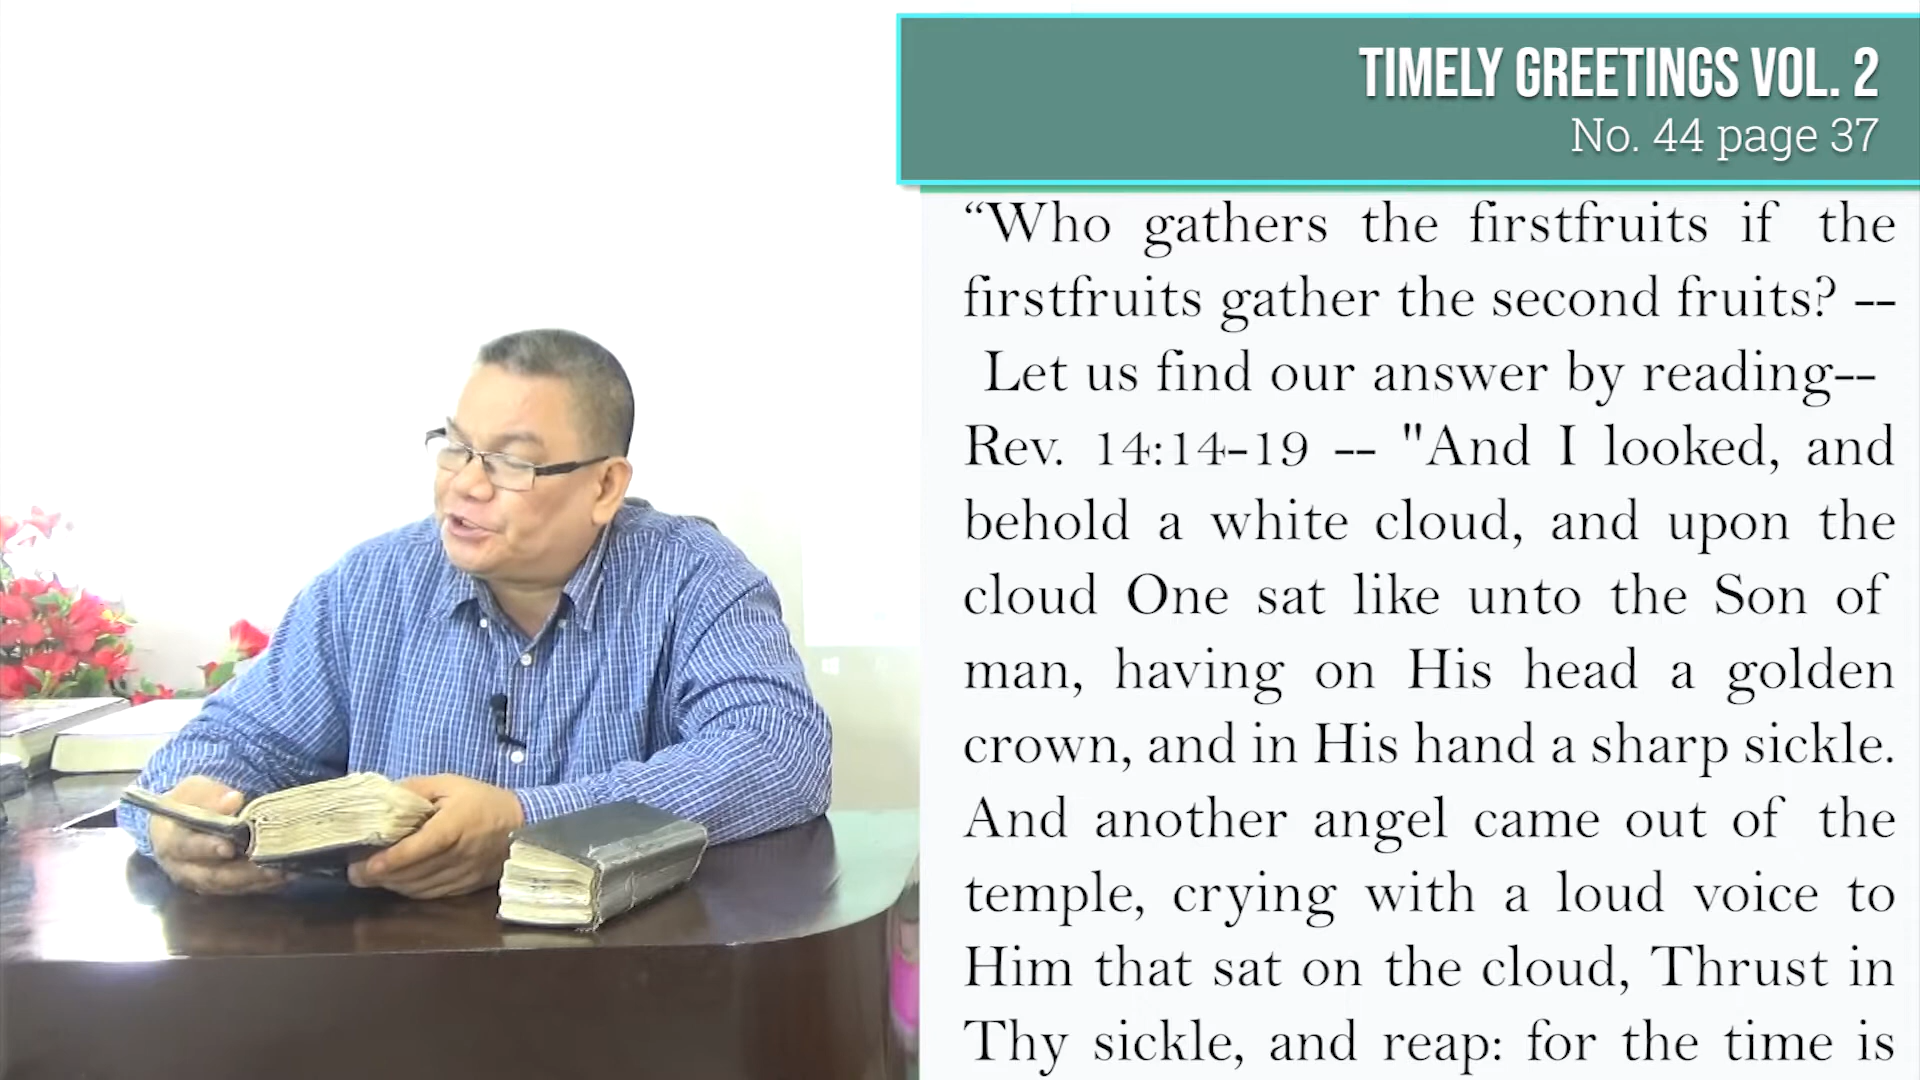 TIMELY GREETINGS VOL. 2
No. 44 page 37
“Who gathers the firstfruits if the
firstfruits gather the second fruits? --
Let us find our answer by reading--
Rev. 14:14-19 -- "And I looked, and
behold a white cloud, and upon the
cloud One sat like unto the Son of
man, having on His head a golden
crown, and in His hand a sharp sickle.
And another angel came out of the
temple, crying with a loud voice to
Him that sat on the cloud, Thrust in
Thy sickle, and reap: for the time is